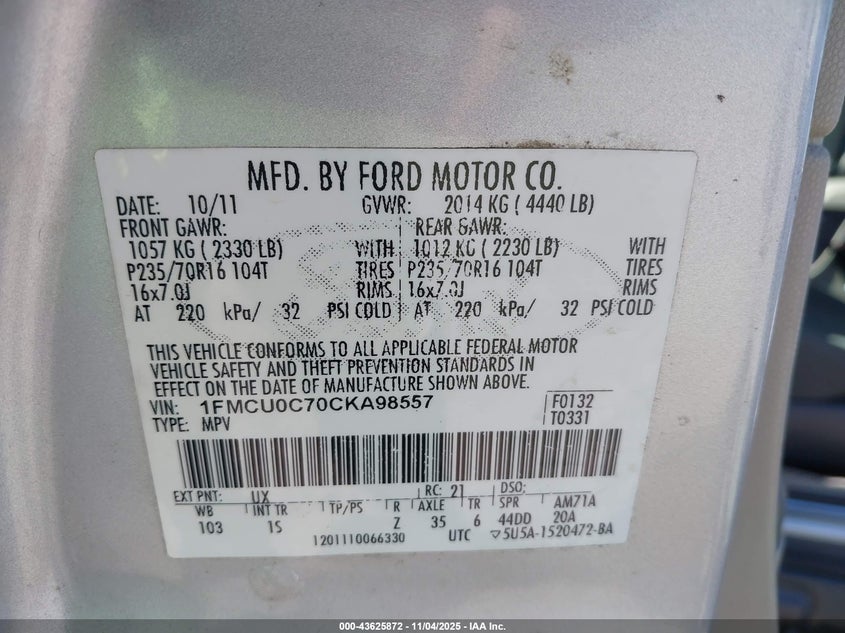 MFD. BY FORD MOTOR CO.
DATE: 10/11 GVWR: 2014 KG ( 4440 LB)
FRONT GAWR: REAR GAWR:
1057 KG ( 2330 LB) WITH 1012 KG ( 2230 LB) WITH
P235/70R16 104T TIRES P235/70R16 104T TIRES
16x7.0J RIMS 16x7.0J RIMS
AT 220 kPa/ 32 PSI COLD AT 220 kPa/ 32 PSI COLD
THIS VEHICLE CONFORMS TO ALL APPLICABLE FEDERAL MOTOR
VEHICLE SAFETY AND THEFT PREVENTION STANDARDS IN
EFFECT ON THE DATE OF MANUFACTURE SHOWN ABOVE.
VIN: 1FMCU0C70CKA98557 F0132
TYPE: MPV T0331
EXT PNT: UX RC: 21 DSO:
WB INT TR TP/PS R AXLE TR SPR AM71A
103 1S Z 35 6 44DD 20A
1201110066330 UTC ▽5U5A-1520472-BA
000-43625872 - 11/04/2025 - IAA Inc.